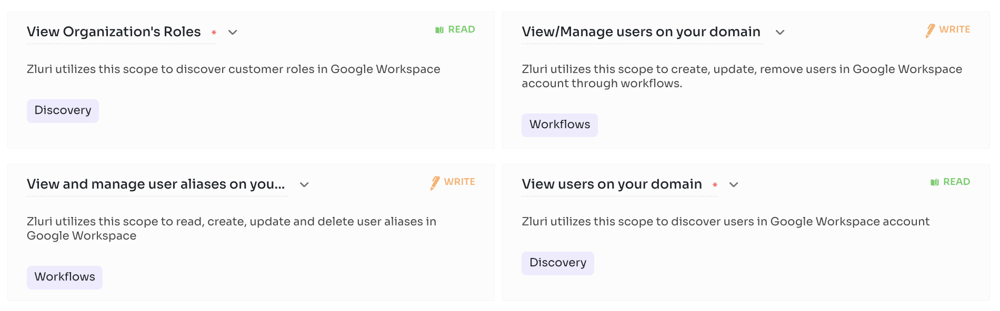 View Organization's Roles *
READ
Zluri utilizes this scope to discover customer roles in Google Workspace
Discovery
View/Manage users on your domain
WRITE
Zluri utilizes this scope to create, update, remove users in Google Workspace
account through workflows.
Workflows
View and manage user aliases on you...
WRITE
Zluri utilizes this scope to read, create, update and delete user aliases in
Google Workspace
Workflows
View users on your domain *
READ
Zluri utilizes this scope to discover users in Google Workspace account
Discovery